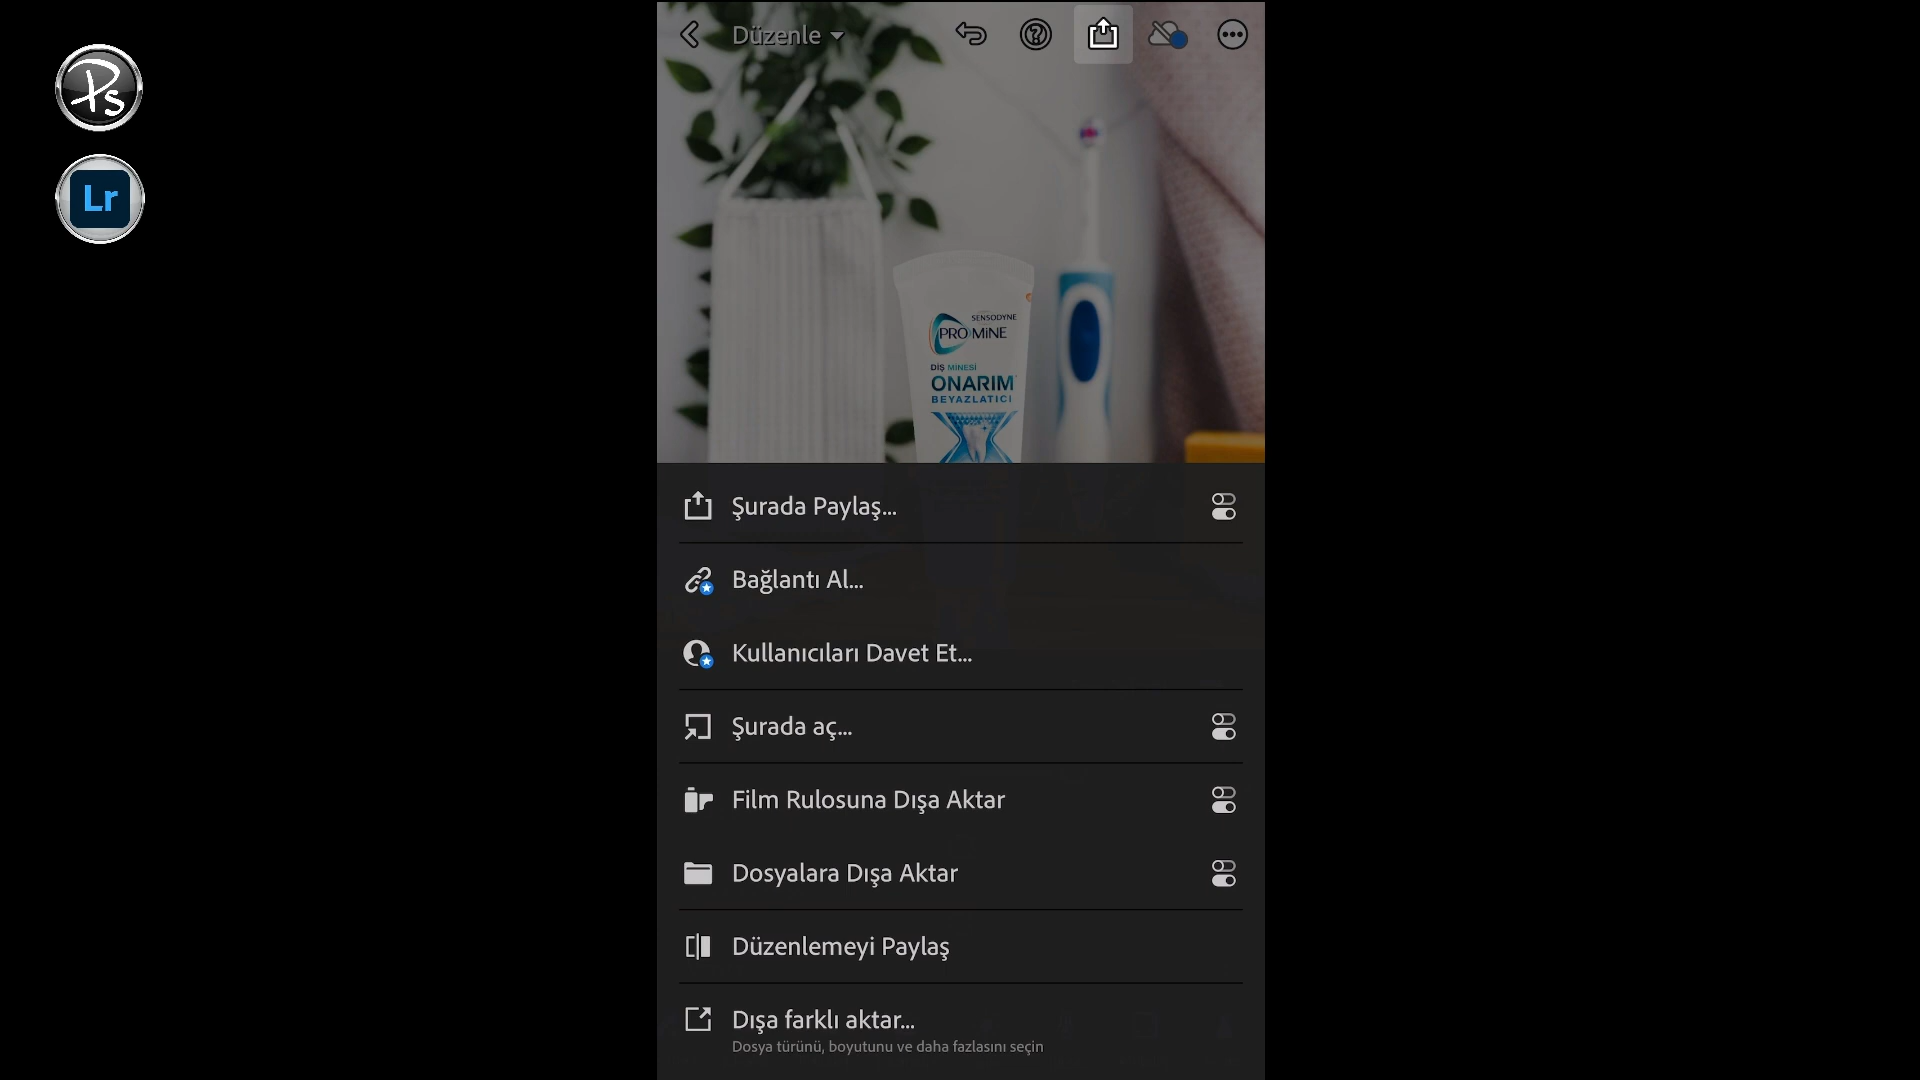 Ps
Lr
Düzenle
SENSODYNE
PRO MİNE
DİŞ MİNESİ
ONARIM
BEYAZLATICI
Şurada Paylaş...
Bağlantı Al...
Kullanıcıları Davet Et...
Şurada aç...
Film Rulosuna Dışa Aktar
Dosyalara Dışa Aktar
Düzenlemeyi Paylaş
Dışa farklı aktar...
Dosya türünü, boyutunu ve daha fazlasını seçin